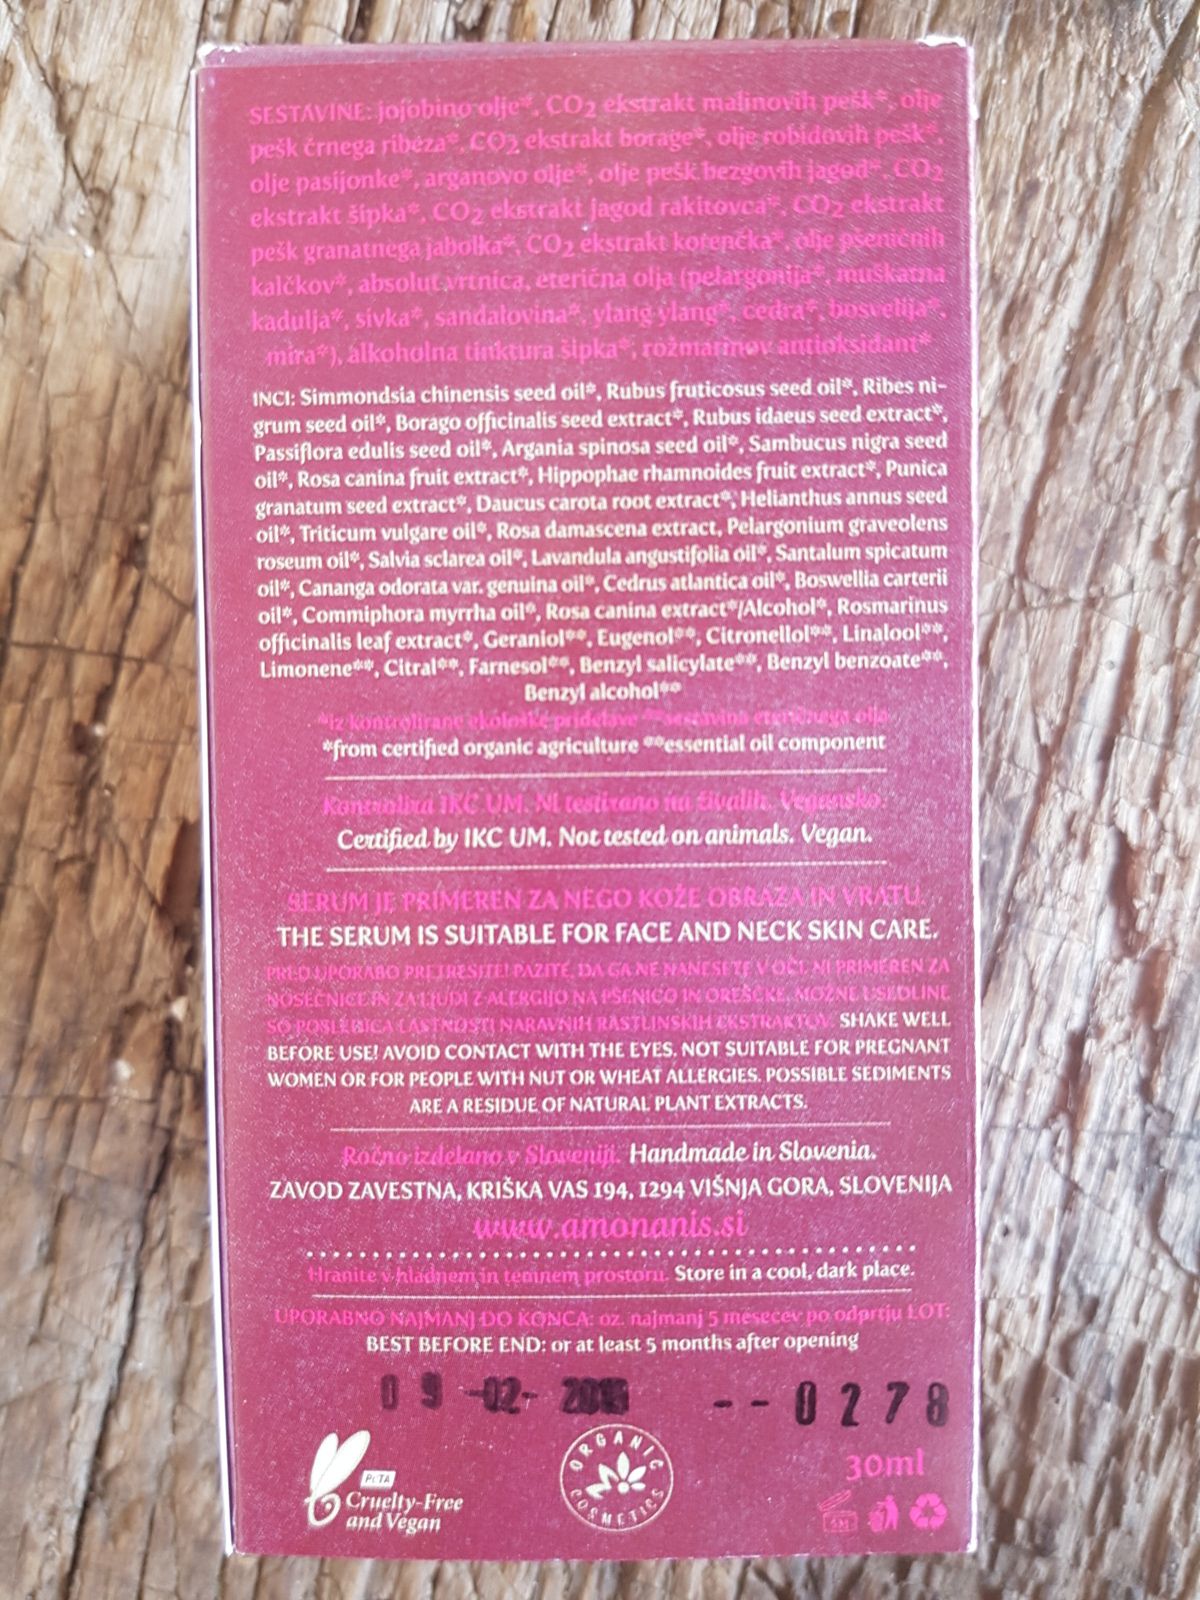 SESTAVINE: jojobino olje*, CO2 ekstrakt malinovih pešk*, olje
pešk črnega ribeza*, CO2 ekstrakt borage*, olje robidovih pešk*,
olje pasijonke*, arganovo olje*, olje pešk bezgovih jagod*, CO2
ekstrakt šipka*, CO2 ekstrakt jagod rakitovca*, CO2 ekstrakt
pešk granatnega jabolka*, CO2 ekstrakt korenčka*, olje pšeničnih
kalčkov*, absolut vrtnica, eterična olja (pelargonija*, muškatna
kadulja*, sivka*, sandalovina*, ylang ylang*, cedra*, bosvelija*,
mira*), alkoholna tinktura šipka*, rožmarinov antioksidant*
INCI: Simmondsia chinensis seed oil*, Rubus fruticosus seed oil*, Ribes ni-
grum seed oil*, Borago officinalis seed extract*, Rubus idaeus seed extract*,
Passiflora edulis seed oil*, Argania spinosa seed oil*, Sambucus nigra seed
oil*, Rosa canina fruit extract*, Hippophae rhamnoides fruit extract*, Punica
granatum seed extract*, Daucus carota root extract*, Helianthus annus seed
oil*, Triticum vulgare oil*, Rosa damascena extract, Pelargonium graveolens
roseum oil*, Salvia sclarea oil*, Lavandula angustifolia oil*, Santalum spicatum
oil*, Cananga odorata var. genuina oil*, Cedrus atlantica oil*, Boswellia carterii
oil*, Commiphora myrrha oil*, Rosa canina extract*/Alcohol*, Rosmarinus
officinalis leaf extract*, Geraniol**, Eugenol**, Citronellol**, Linalool**,
Limonene**, Citral**, Farnesol**, Benzyl salicylate**, Benzyl benzoate**,
Benzyl alcohol**
*iz kontrolirane ekološke pridelave **sestavina eteričnega olja
*from certified organic agriculture **essential oil component
Kontrolira IKC UM. Ni testirano na živalih. Vegansko.
Certified by IKC UM. Not tested on animals. Vegan.
SERUM JE PRIMEREN ZA NEGO KOŽE OBRAZA IN VRATU.
THE SERUM IS SUITABLE FOR FACE AND NECK SKIN CARE.
PRED UPORABO PRETRESITE! PAZITE, DA GA NE NANESETE V OČI. NI PRIMEREN ZA
NOSEČNICE IN ZA LJUDI Z ALERGIJO NA PŠENICO IN OREŠČKE. MOŽNE USEDLINE
SO POSLEDICA LASTNOSTI NARAVNIH RASTLINSKIH EKSTRAKTOV. SHAKE WELL
BEFORE USE! AVOID CONTACT WITH THE EYES. NOT SUITABLE FOR PREGNANT
WOMEN OR FOR PEOPLE WITH NUT OR WHEAT ALLERGIES. POSSIBLE SEDIMENTS
ARE A RESIDUE OF NATURAL PLANT EXTRACTS.
Ročno izdelano v Sloveniji. Handmade in Slovenia.
ZAVOD ZAVESTNA, KRIŠKA VAS 194, 1294 VIŠNJA GORA, SLOVENIJA
www.amonanis.si
Hranite v hladnem in temnem prostoru. Store in a cool, dark place.
UPORABNO NAJMANJ DO KONCA: oz. najmanj 5 mesecev po odprtju LOT:
BEST BEFORE END: or at least 5 months after opening
09 -02- --0278
PETA
Cruelty-Free
and Vegan
ORGANIC
COSMETICS
30ml
5M